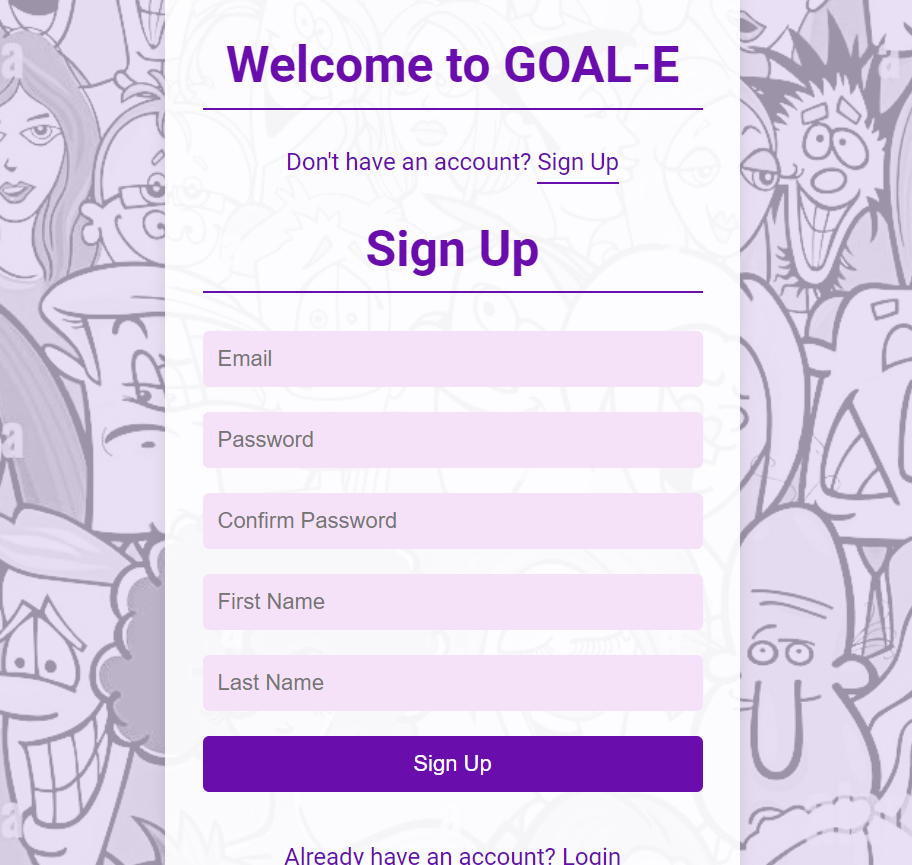 Welcome to GOAL-E
Don't have an account? Sign Up
Sign Up
Email
Password
Confirm Password
First Name
Last Name
Sign Up
Already have an account? Login